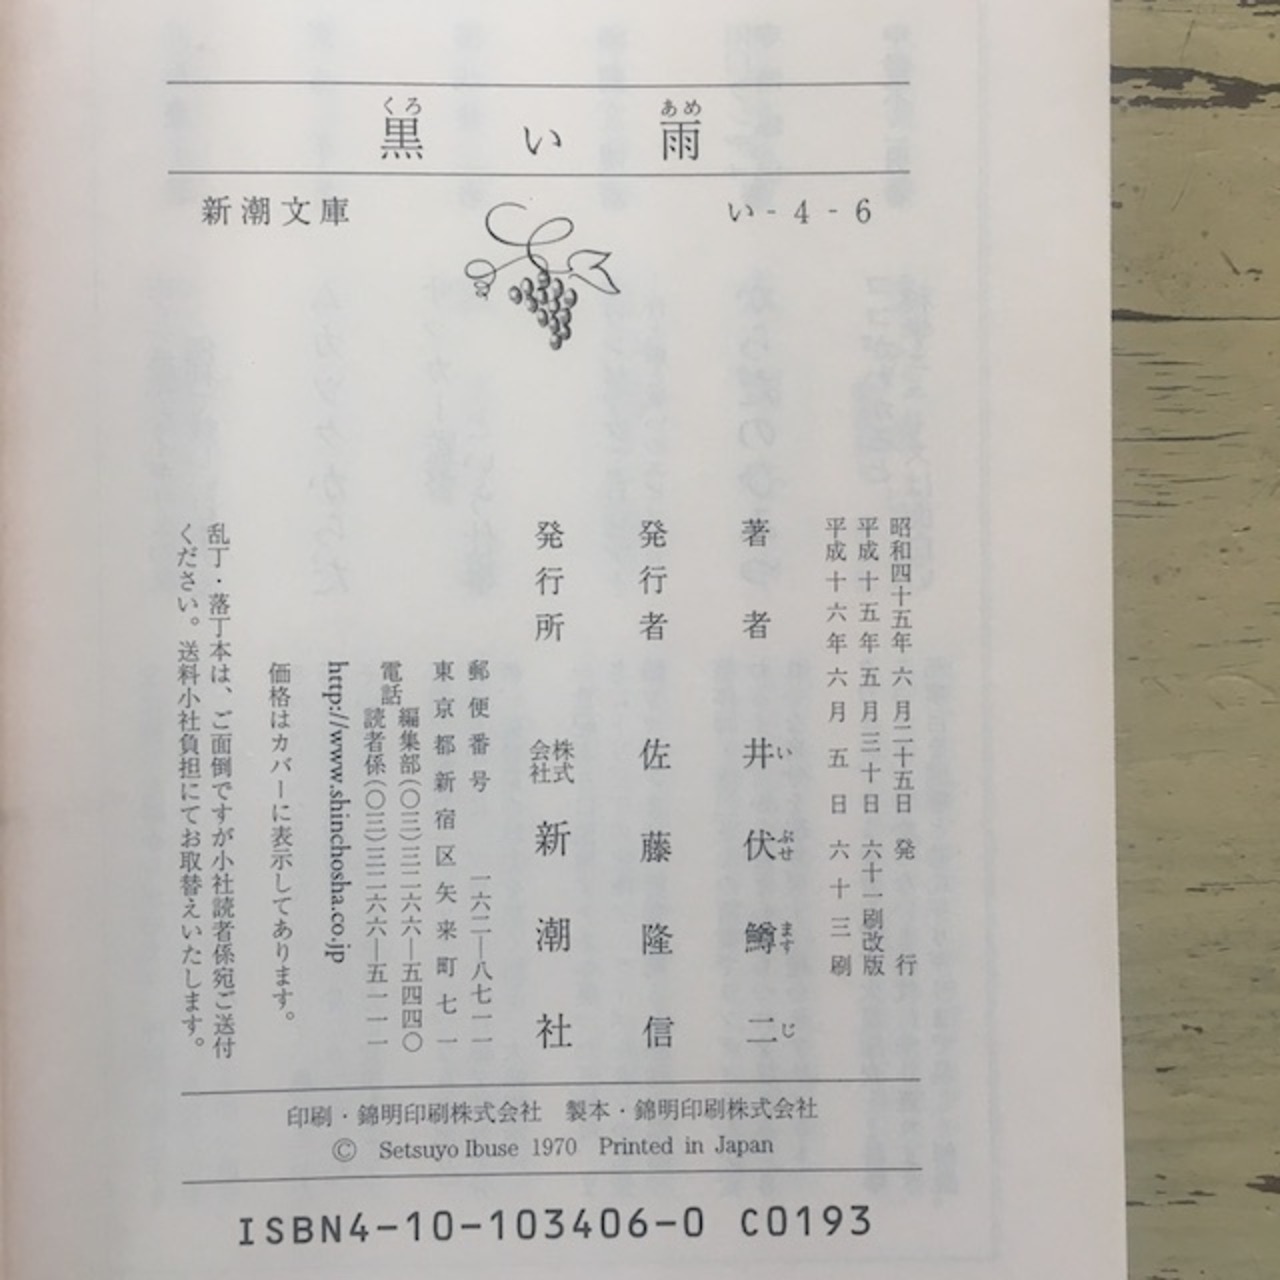 黒い雨
くろ
あめ
新潮文庫
い-4-6
昭和四十五年六月二十五日 発行
平成十五年五月三十日 六十一刷改版
平成十六年六月五日 六十三刷
著者 井伏鱒二
い ぶせ ます じ
発行者 佐藤隆信
発行所 株式会社 新潮社
郵便番号 一六二―八七一一
東京都新宿区矢来町七一
電話 編集部(〇三)三二六六―五四四〇
読者係(〇三)三二六六―五一一一
http://www.shinchosha.co.jp
価格はカバーに表示してあります。
乱丁・落丁本は、ご面倒ですが小社読者係宛ご送付
ください。送料小社負担にてお取替えいたします。
印刷・錦明印刷株式会社 製本・錦明印刷株式会社
© Setsuyo Ibuse 1970 Printed in Japan
ISBN4-10-103406-0 C0193